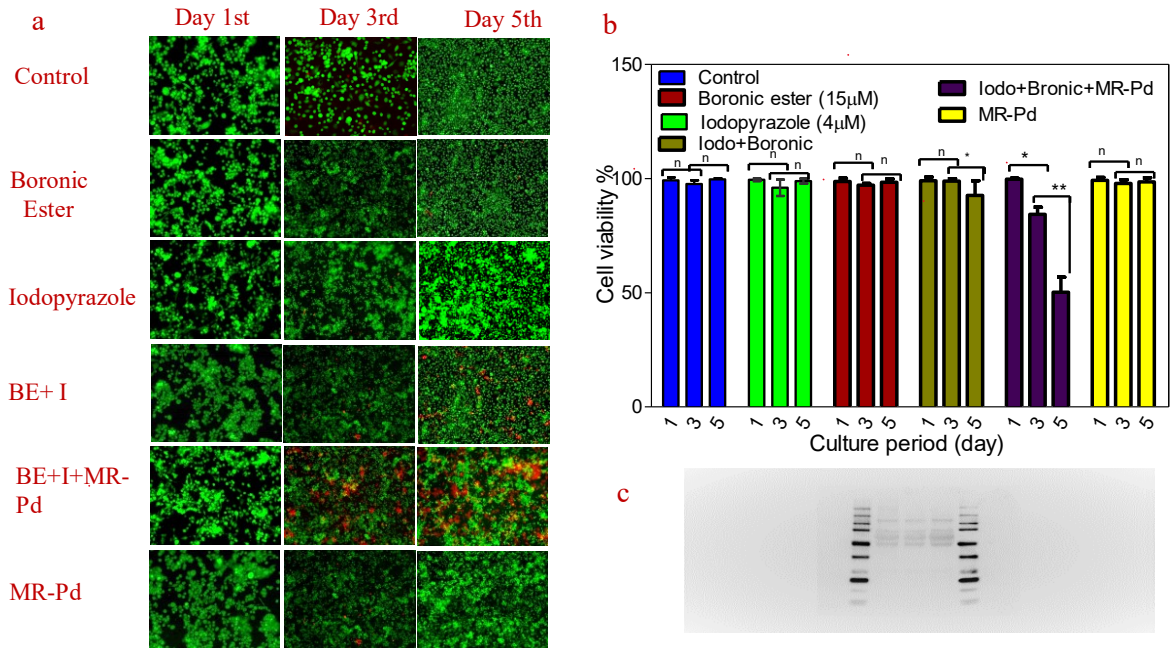 a
Day 1st Day 3rd Day 5th
Control
Boronic
Ester
Iodopyrazole
BE+ I
BE+I+MR-
Pd
MR-Pd
b
150
100
50
0
Cell viability %
Control
Boronic ester (15μM)
Iodopyrazole (4μM)
Iodo+Boronic
Iodo+Bronic+MR-Pd
MR-Pd
n n n n n n n * * ** n n
1 3 5 1 3 5 1 3 5 1 3 5 1 3 5 1 3 5
Culture period (day)
c